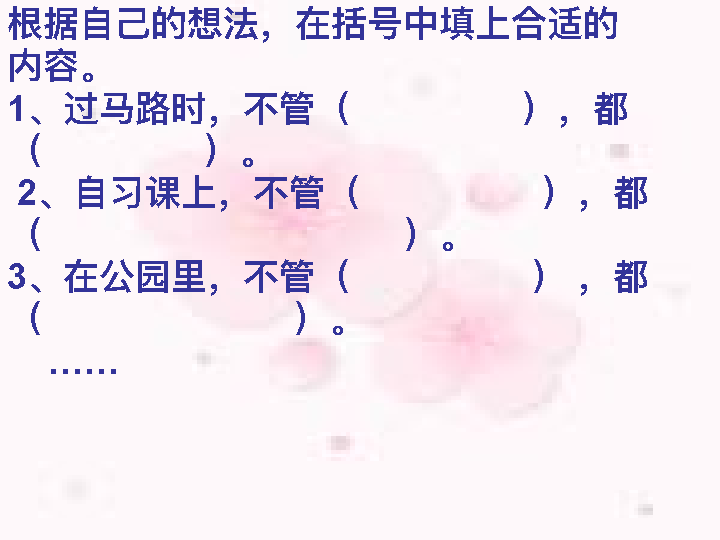 根据自己的想法，在括号中填上合适的
内容。
1、过马路时，不管（            ），都
（            ）。
2、自习课上，不管（            ），都
（                        ）。
3、在公园里，不管（            ），都
（                ）。
……